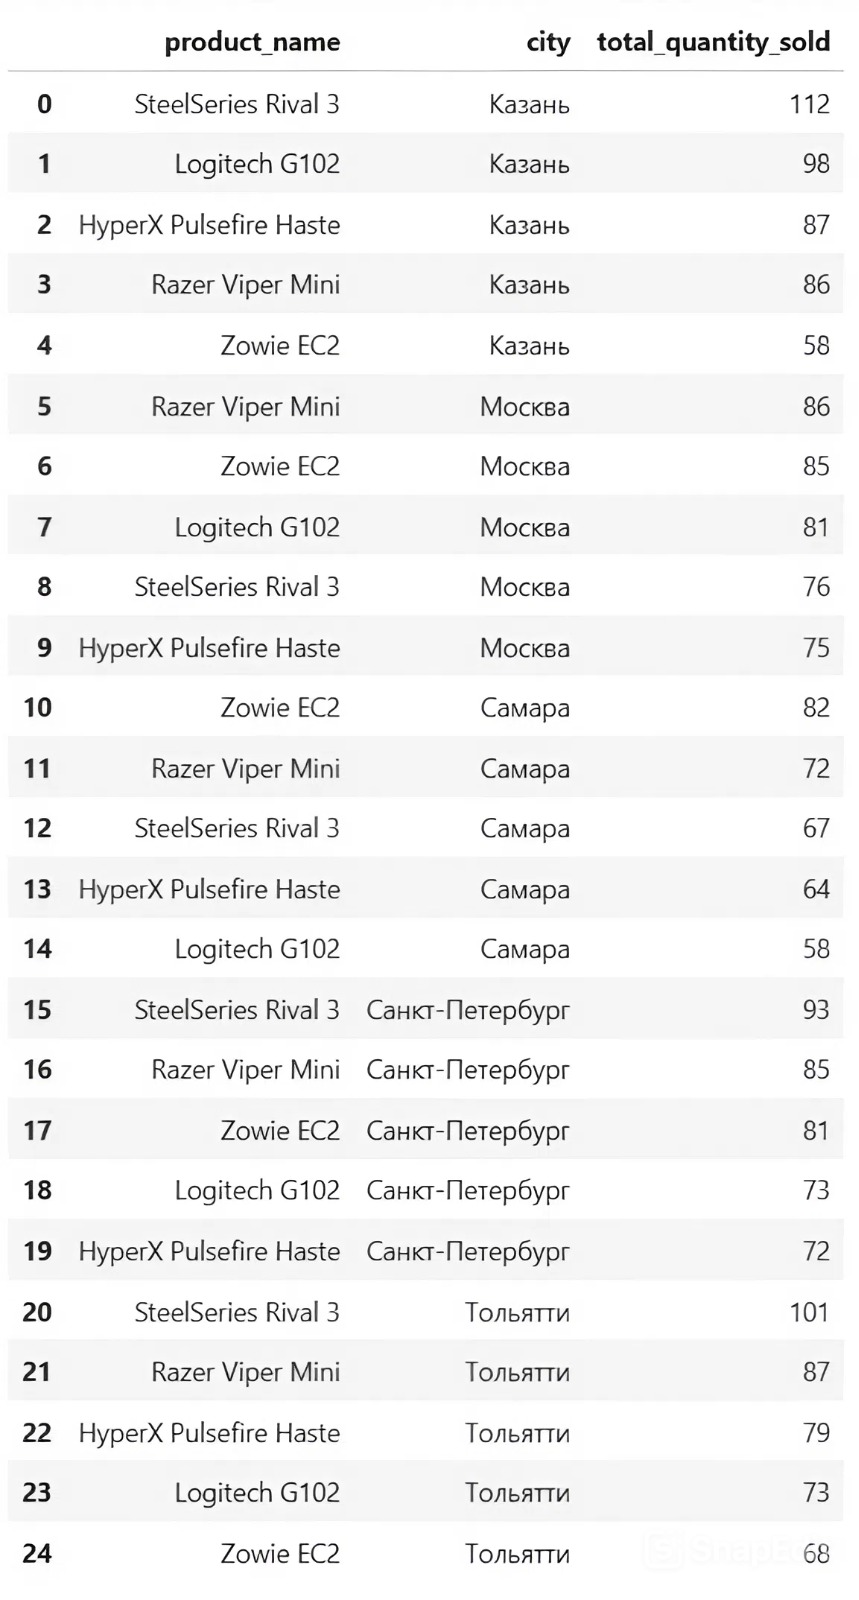 product_name city total_quantity_sold
0 SteelSeries Rival 3 Казань 112
1 Logitech G102 Казань 98
2 HyperX Pulsefire Haste Казань 87
3 Razer Viper Mini Казань 86
4 Zowie EC2 Казань 58
5 Razer Viper Mini Москва 86
6 Zowie EC2 Москва 85
7 Logitech G102 Москва 81
8 SteelSeries Rival 3 Москва 76
9 HyperX Pulsefire Haste Москва 75
10 Zowie EC2 Самара 82
11 Razer Viper Mini Самара 72
12 SteelSeries Rival 3 Самара 67
13 HyperX Pulsefire Haste Самара 64
14 Logitech G102 Самара 58
15 SteelSeries Rival 3 Санкт-Петербург 93
16 Razer Viper Mini Санкт-Петербург 85
17 Zowie EC2 Санкт-Петербург 81
18 Logitech G102 Санкт-Петербург 73
19 HyperX Pulsefire Haste Санкт-Петербург 72
20 SteelSeries Rival 3 Тольятти 101
21 Razer Viper Mini Тольятти 87
22 HyperX Pulsefire Haste Тольятти 79
23 Logitech G102 Тольятти 73
24 Zowie EC2 Тольятти 68